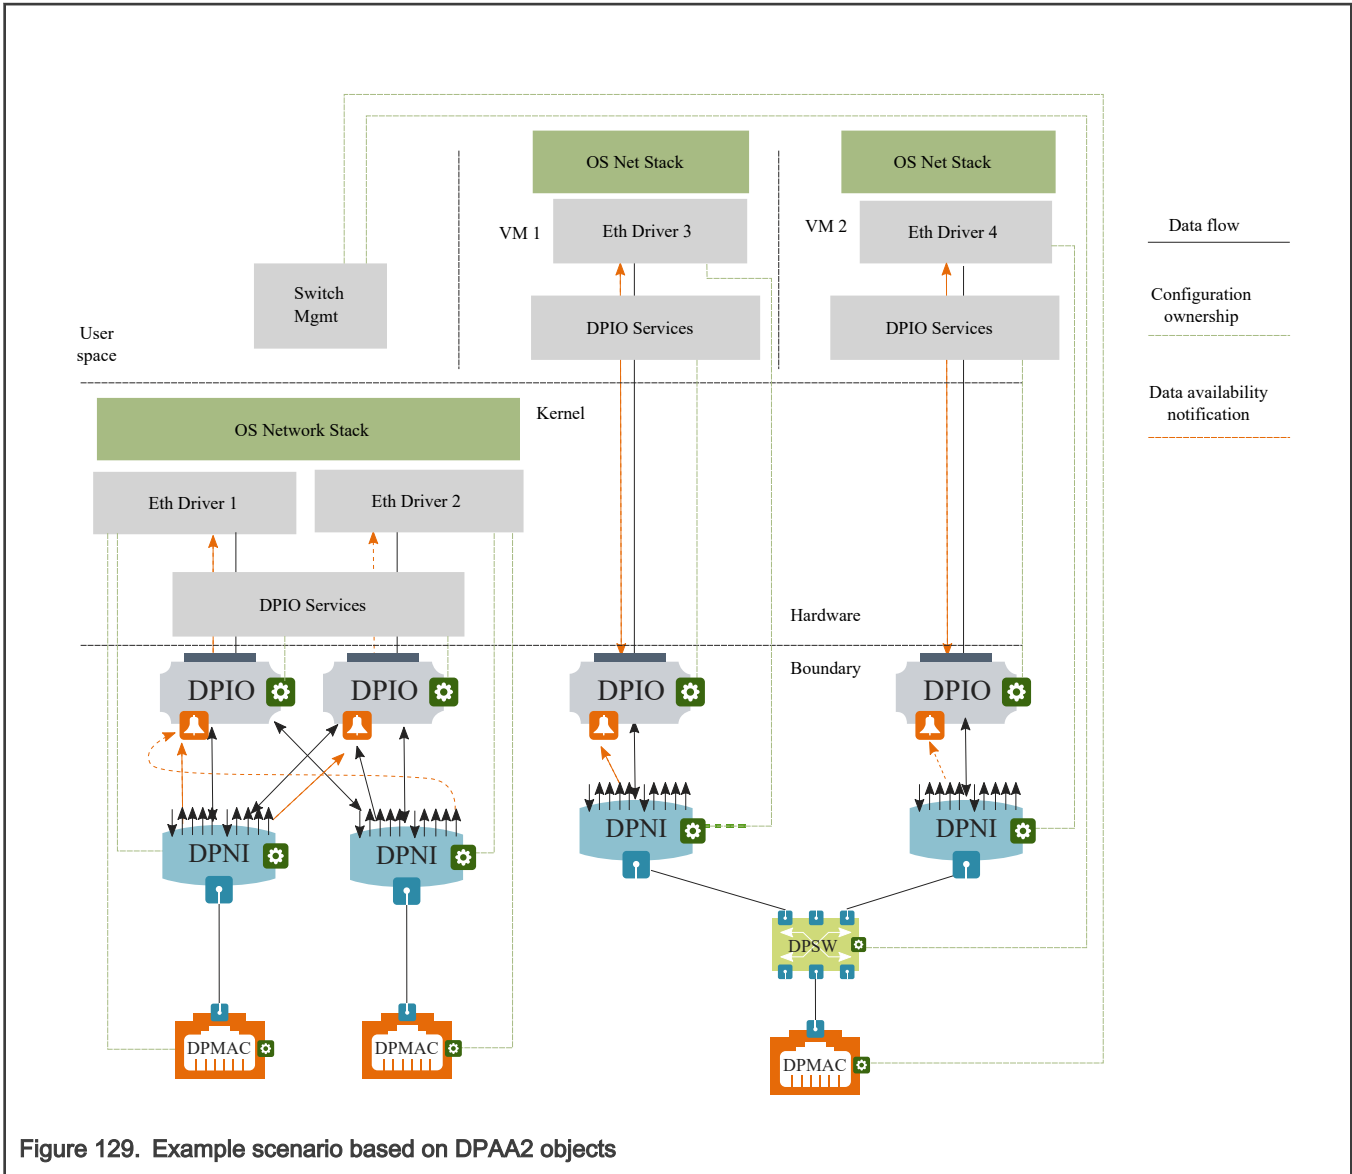 OS Net Stack
OS Net Stack
VM 1
Eth Driver 3
VM 2
Eth Driver 4
Data flow
Switch
Mgmt
Configuration
ownership
User
space
DPIO Services
DPIO Services
Data availability
notification
Kernel
OS Network Stack
Eth Driver 1
Eth Driver 2
DPIO Services
Hardware
Boundary
DPIO
DPIO
DPIO
DPIO
DPNI
DPNI
DPNI
DPNI
DPSW
DPMAC
DPMAC
DPMAC
Figure 129. Example scenario based on DPAA2 objects